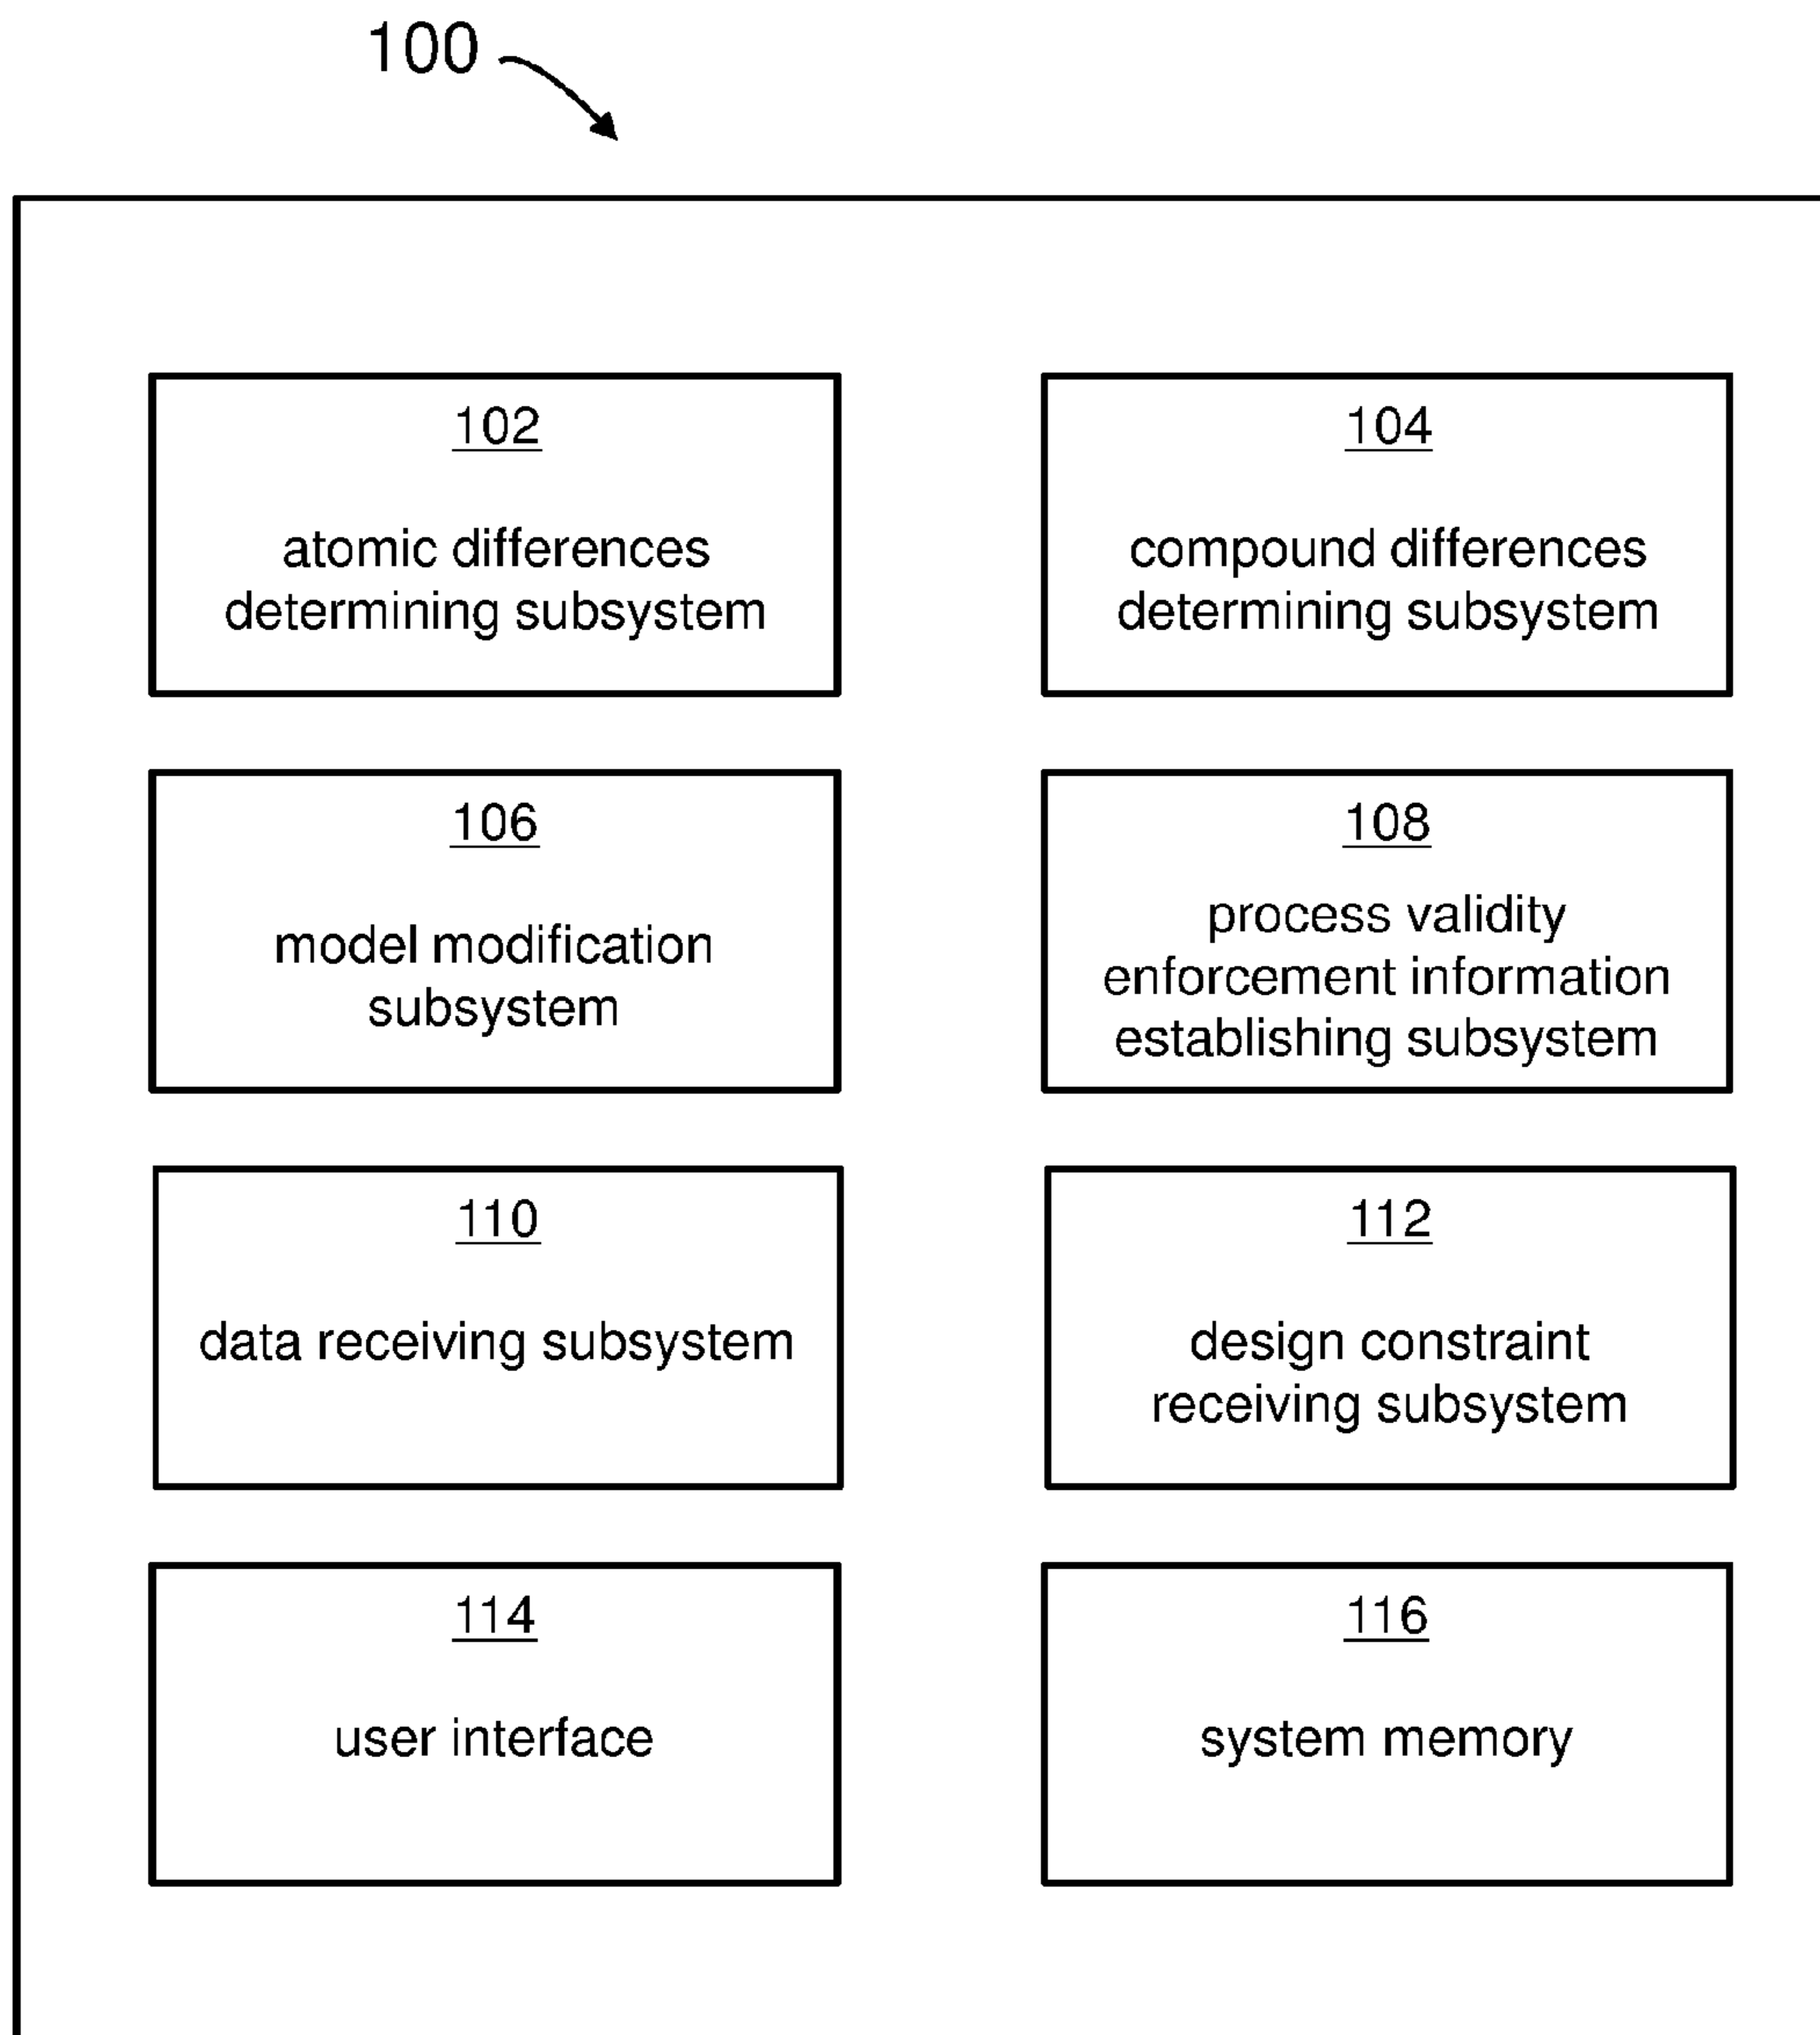 100
102
atomic differences
determining subsystem
104
compound differences
determining subsystem
106
model modification
subsystem
108
process validity
enforcement information
establishing subsystem
110
data receiving subsystem
112
design constraint
receiving subsystem
114
user interface
116
system memory